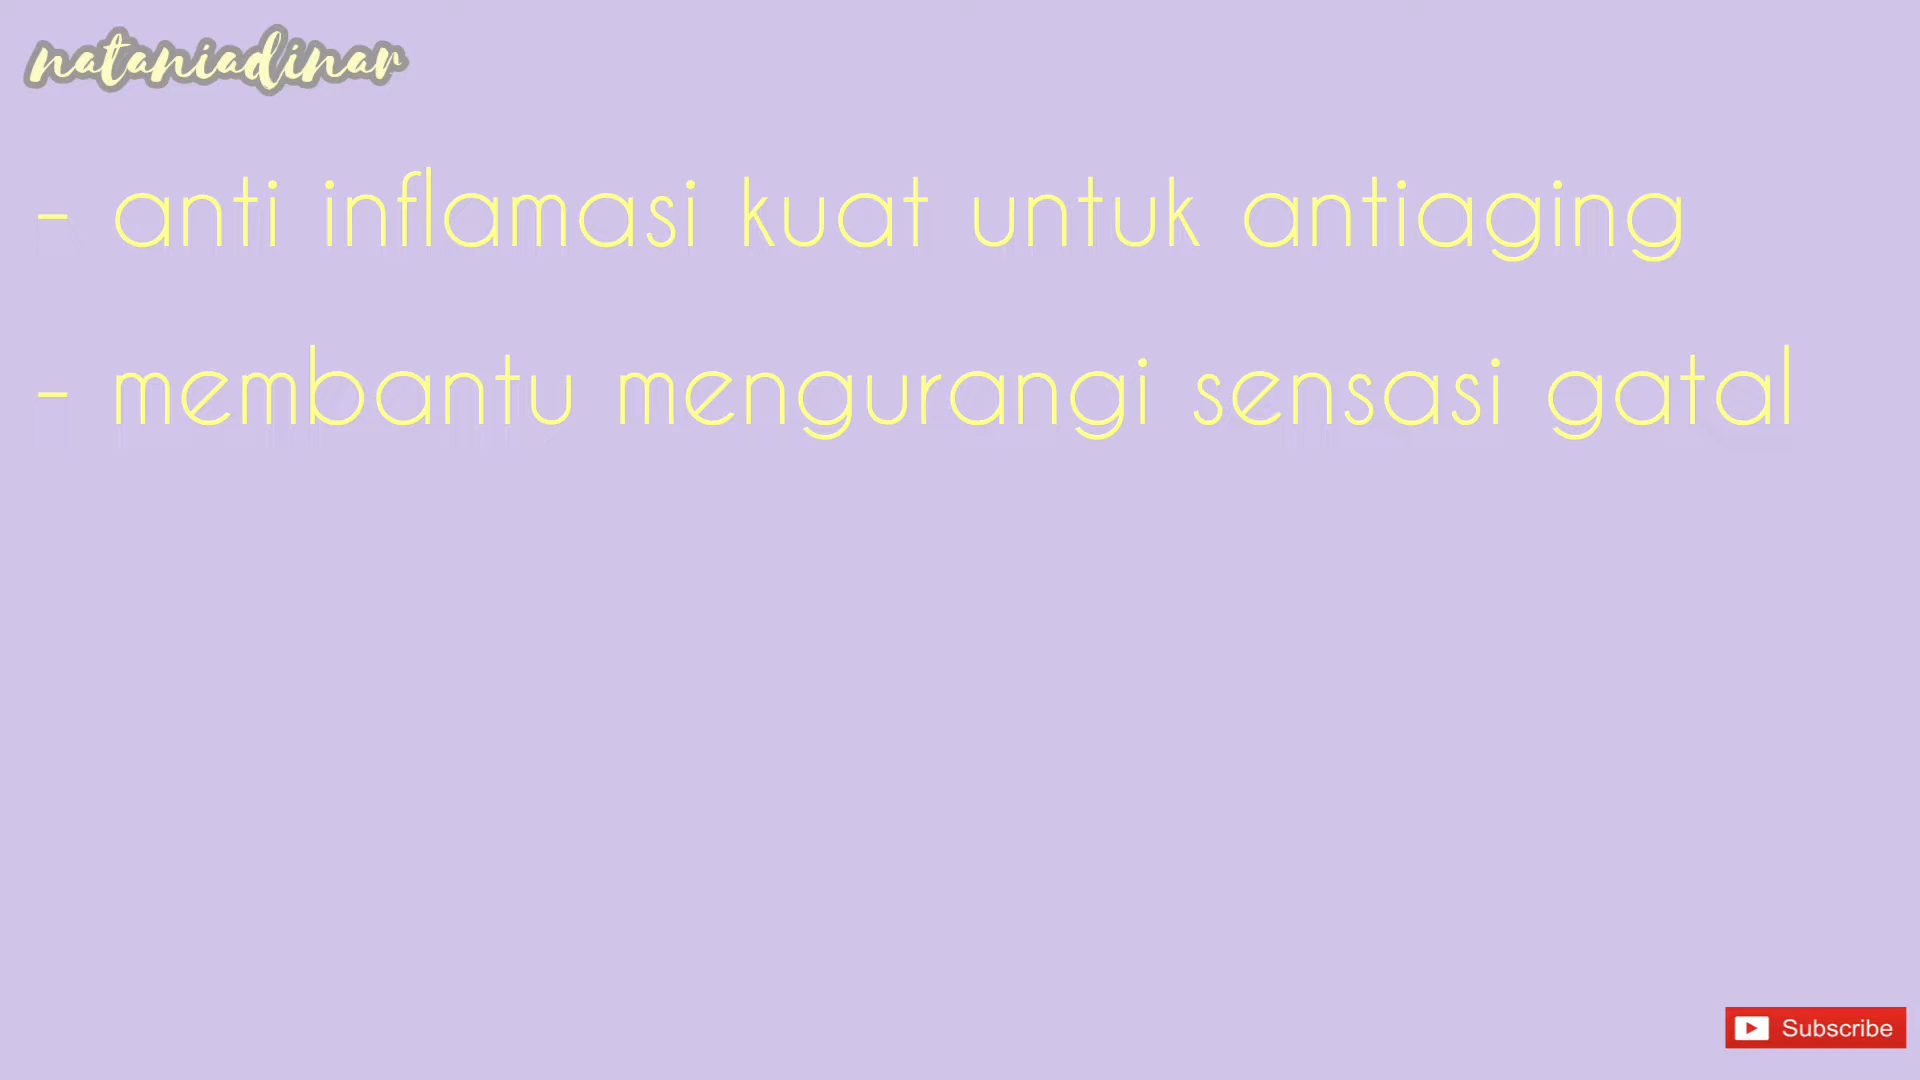 nataniadinar
- anti inflamasi kuat untuk antiaging
- membantu mengurangi sensasi gatal
Subscribe